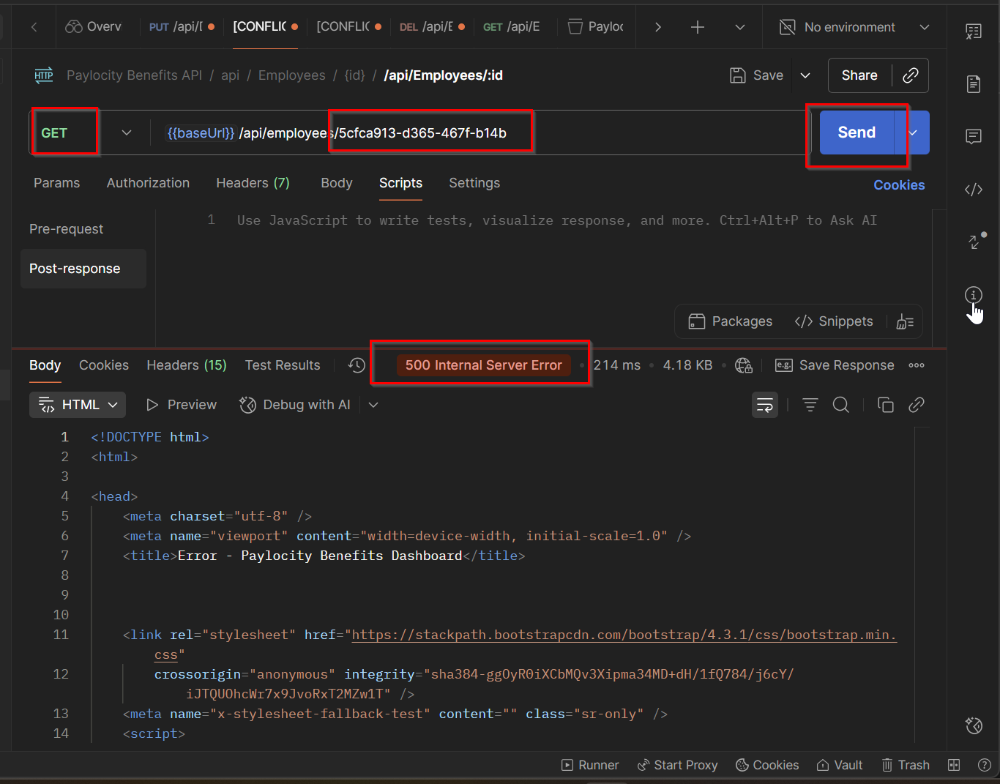 Overv PUT /api/[ [CONFLIC [CONFLIC DEL /api/E GET /api/E Payloc No environment
HTTP Paylocity Benefits API / api / Employees / {id} / /api/Employees/:id Save Share
GET {{baseUrl}} /api/employees/5cfca913-d365-467f-b14b Send
Params Authorization Headers (7) Body Scripts Settings Cookies
Pre-request
Post-response
1 Use JavaScript to write tests, visualize response, and more. Ctrl+Alt+P to Ask AI
Packages </> Snippets
Body Cookies Headers (15) Test Results 500 Internal Server Error 214 ms 4.18 KB e.g. Save Response
HTML Preview Debug with AI
1 <!DOCTYPE html>
2 <html>
3
4 <head>
5 <meta charset="utf-8" />
6 <meta name="viewport" content="width=device-width, initial-scale=1.0" />
7 <title>Error - Paylocity Benefits Dashboard</title>
8
9
10
11 <link rel="stylesheet" href="https://stackpath.bootstrapcdn.com/bootstrap/4.3.1/css/bootstrap.min.
css"
12 crossorigin="anonymous" integrity="sha384-ggOyR0iXCbMQv3Xipma34MD+dH/1fQ784/j6cY/
iJTQUOhcWr7x9JvoRxT2MZw1T" />
13 <meta name="x-stylesheet-fallback-test" content="" class="sr-only" />
14 <script>
Runner Start Proxy Cookies Vault Trash